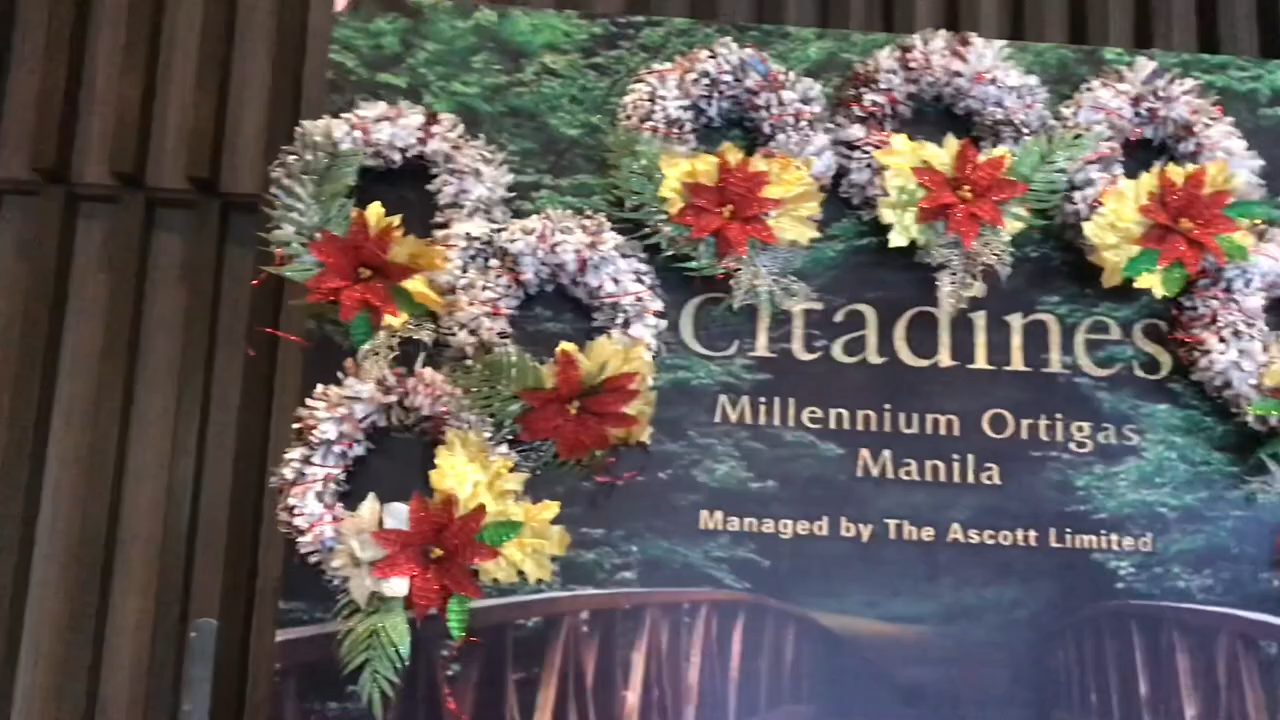 citadines
Millennium Ortigas
Manila
Managed by The Ascott Limited